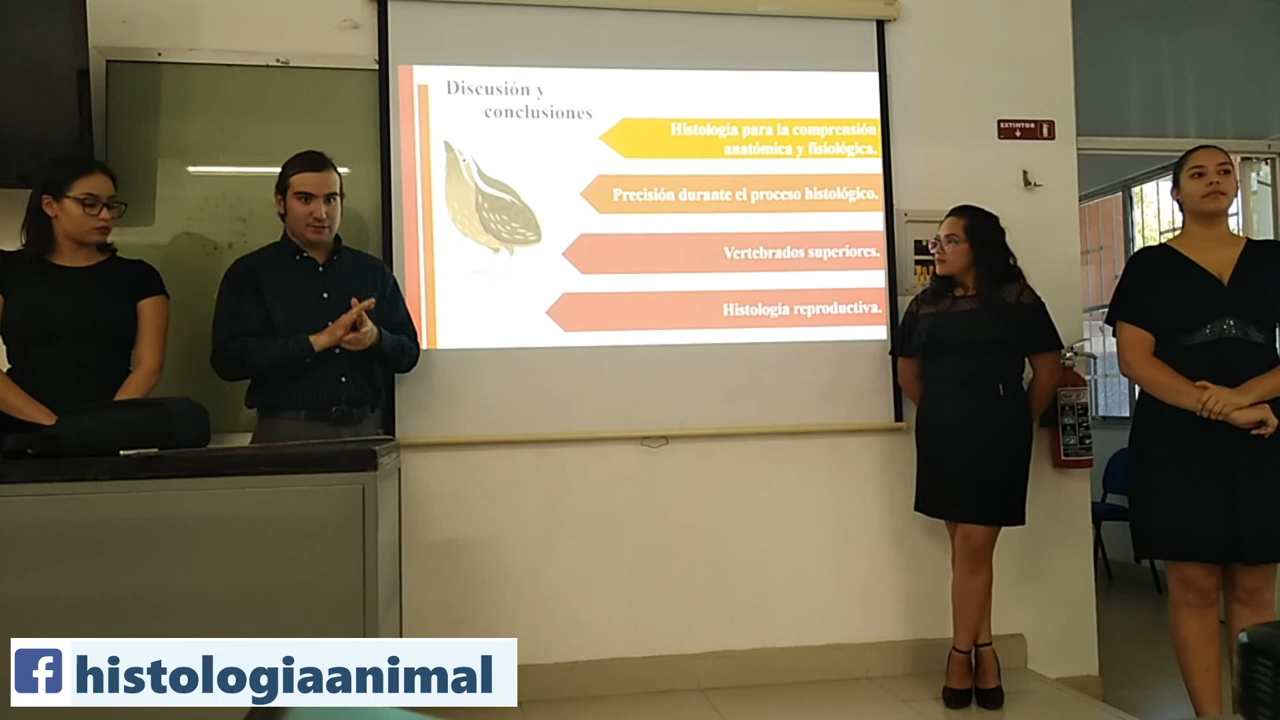 Discusión y
conclusiones
Histología para la comprensión
anatómica y fisiológica.
Precisión durante el proceso histológico.
Vertebrados superiores.
Histología reproductiva.
EXTINTOR
histologiaanimal